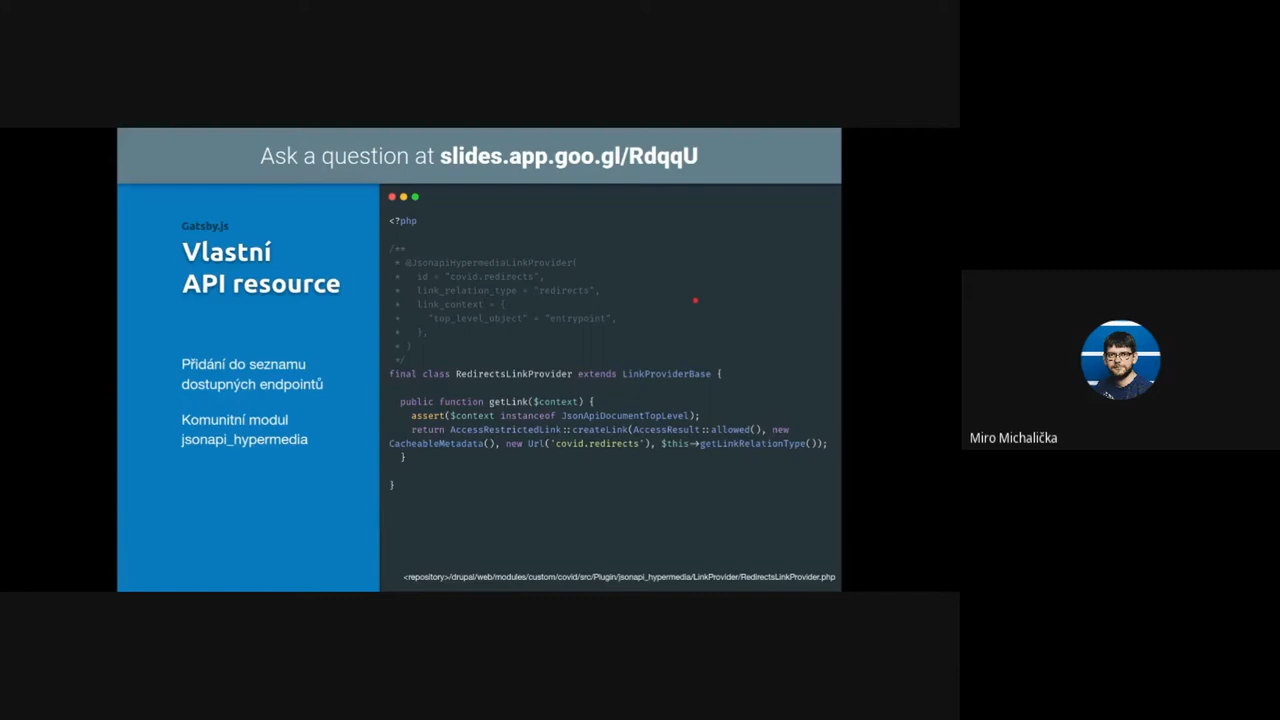 Ask a question at slides.app.goo.gl/RdqqU
Gatsby.js
Vlastní
API resource
Přidání do seznamu
dostupných endpointů
Komunitní modul
jsonapi_hypermedia
<?php
/**
 * @JsonapiHypermediaLinkProvider(
 *   id = "covid.redirects",
 *   link_relation_type = "redirects",
 *   link_context = {
 *     "top_level_object" = "entrypoint",
 *   },
 * )
 */
final class RedirectsLinkProvider extends LinkProviderBase {
  public function getLink($context) {
    assert($context instanceof JsonApiDocumentTopLevel);
    return AccessRestrictedLink::createLink(AccessResult::allowed(), new
CacheableMetadata(), new Url('covid.redirects'), $this->getLinkRelationType());
  }
}
<repository>/drupal/web/modules/custom/covid/src/Plugin/jsonapi_hypermedia/LinkProvider/RedirectsLinkProvider.php
Miro Michalička